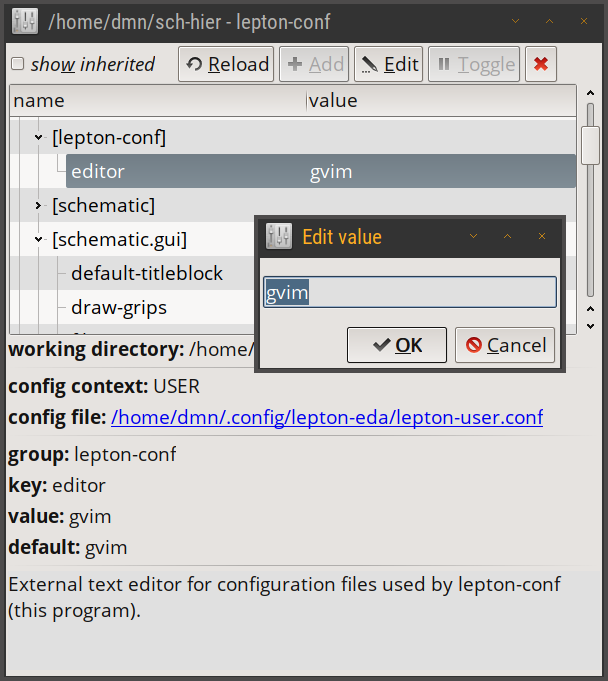 /home/dmn/sch-hier - lepton-conf
show inherited
Reload
Add
Edit
Toggle
name value
[lepton-conf]
editor gvim
[schematic]
[schematic.gui]
default-titleblock
draw-grips
Edit value
gvim
OK
Cancel
working directory: /home/
config context: USER
config file: /home/dmn/.config/lepton-eda/lepton-user.conf
group: lepton-conf
key: editor
value: gvim
default: gvim
External text editor for configuration files used by lepton-conf
(this program).